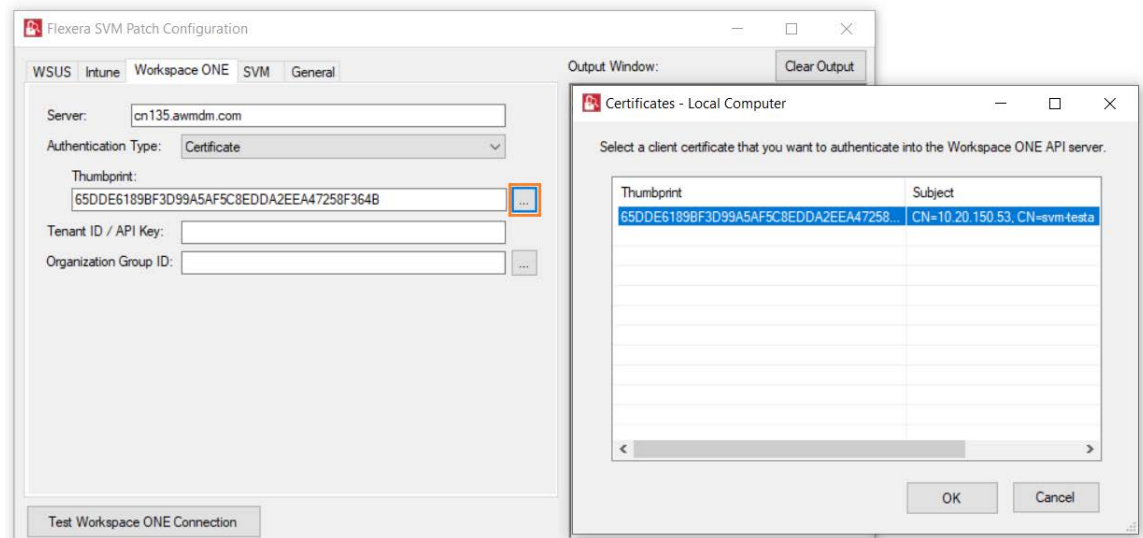 Flexera SVM Patch Configuration
WSUS Intune Workspace ONE SVM General
Server: cn135.awmdm.com
Authentication Type: Certificate
Thumbprint:
65DDE6189BF3D99A5AF5C8EDDA2EEA47258F364B ...
Tenant ID / API Key:
Organization Group ID: ...
Test Workspace ONE Connection
Output Window: Clear Output
Certificates - Local Computer
Select a client certificate that you want to authenticate into the Workspace ONE API server.
Thumbprint Subject
65DDE6189BF3D99A5AF5C8EDDA2EEA47258... CN=10.20.150.53, CN=svm-testa
OK Cancel